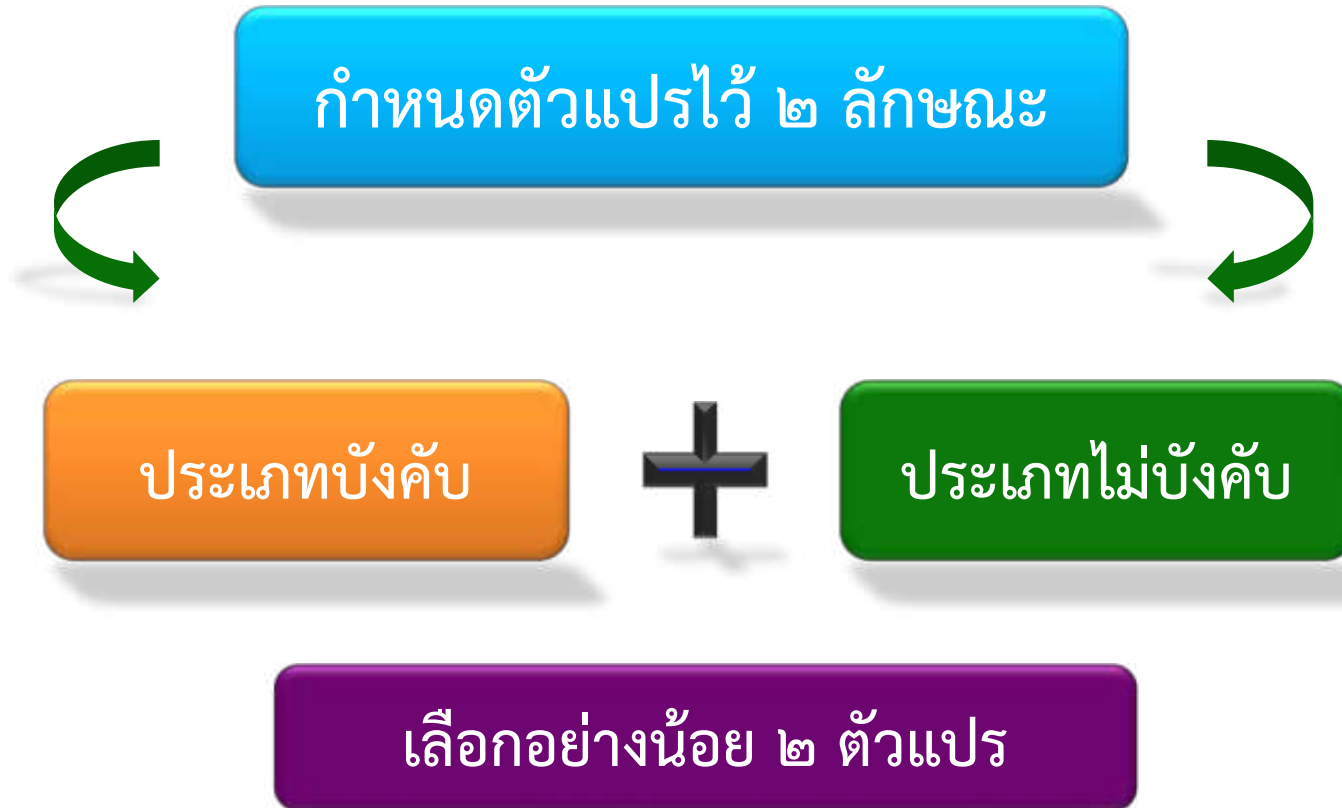 กำหนดตัวแปรไว้ ๒ ลักษณะ
ประเภทบังคับ
ประเภทไม่บังคับ
เลือกอย่างน้อย ๒ ตัวแปร